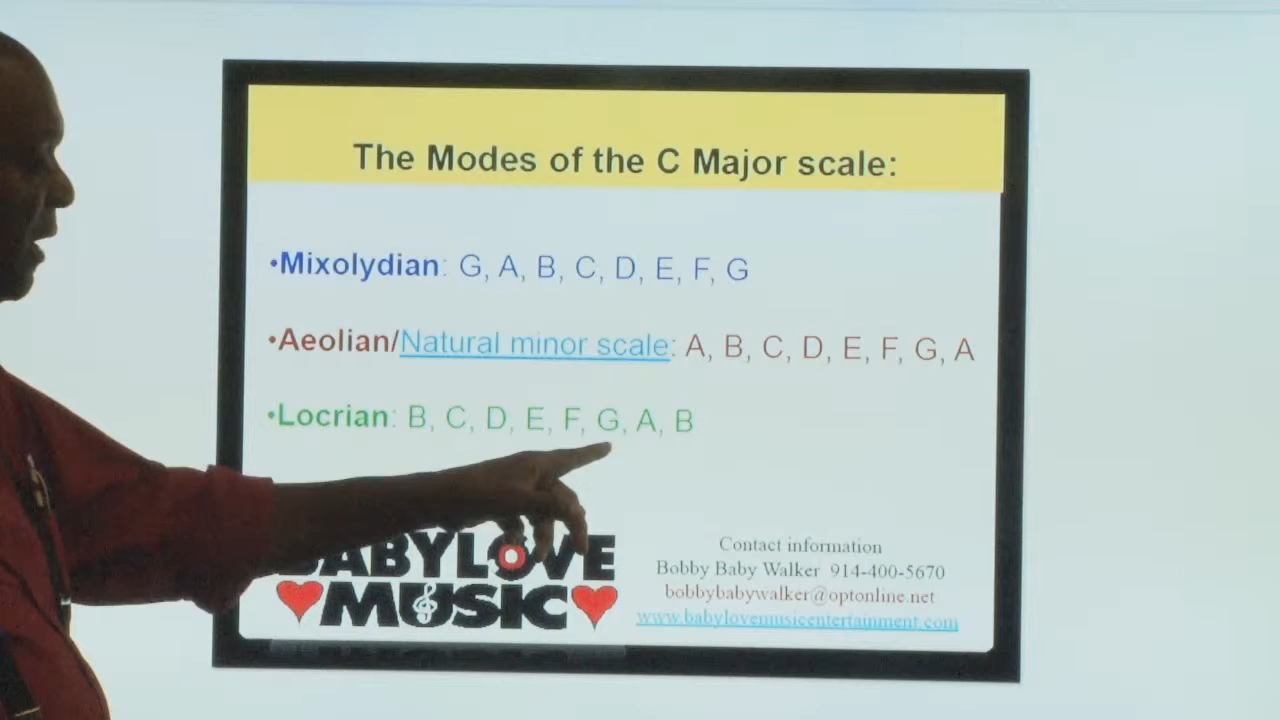 The Modes of the C Major scale:
•Mixolydian: G, A, B, C, D, E, F, G
•Aeolian/Natural minor scale: A, B, C, D, E, F, G, A
•Locrian: B, C, D, E, F, G, A, B
BABYLOVE
MUSIC
Contact information
Bobby Baby Walker 914-400-5670
bobbybabywalker@optonline.net
www.babylovemusicentertainment.com